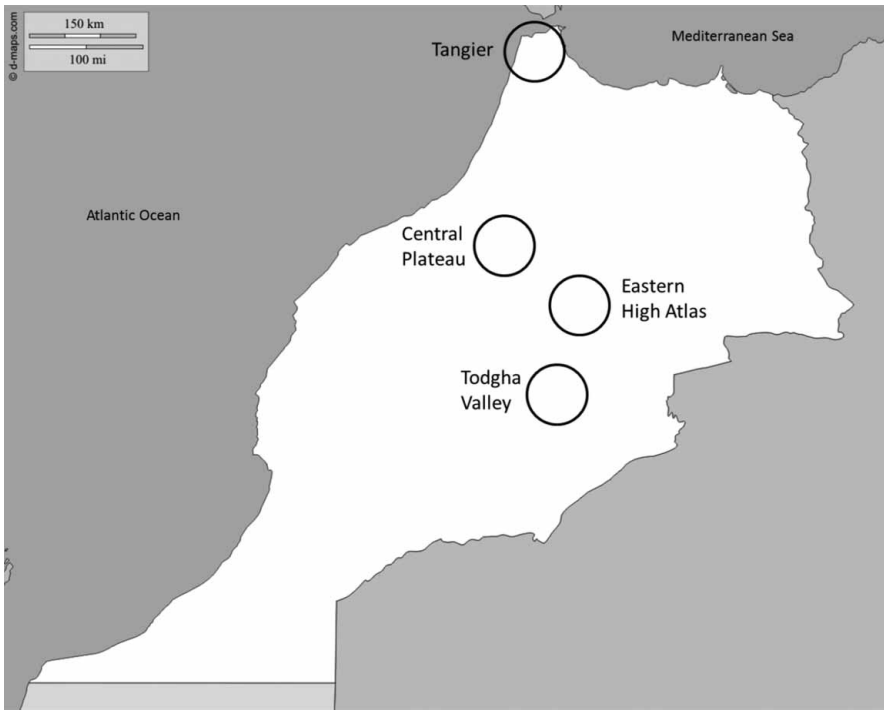 © d-maps.com
150 km
100 mi
Tangier
Mediterranean Sea
Atlantic Ocean
Central
Plateau
Eastern
High Atlas
Todgha
Valley